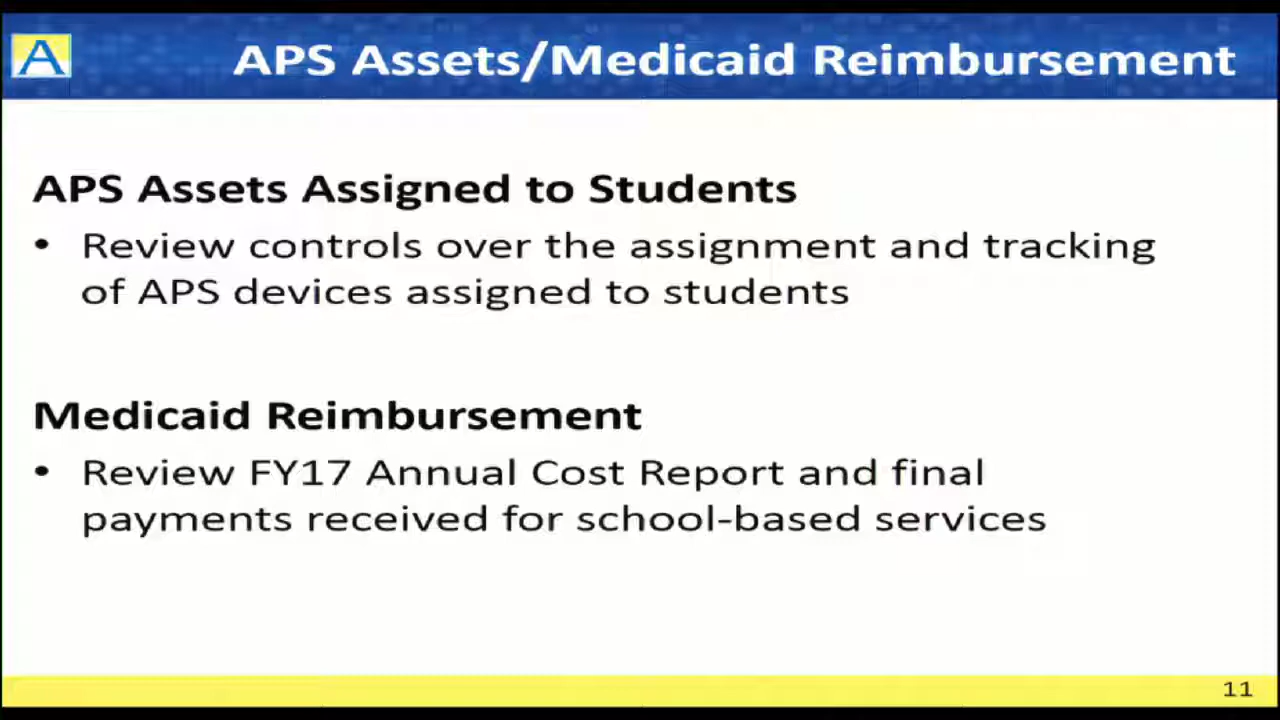 A
APS Assets/Medicaid Reimbursement
APS Assets Assigned to Students
• Review controls over the assignment and tracking
of APS devices assigned to students
Medicaid Reimbursement
• Review FY17 Annual Cost Report and final
payments received for school-based services
11